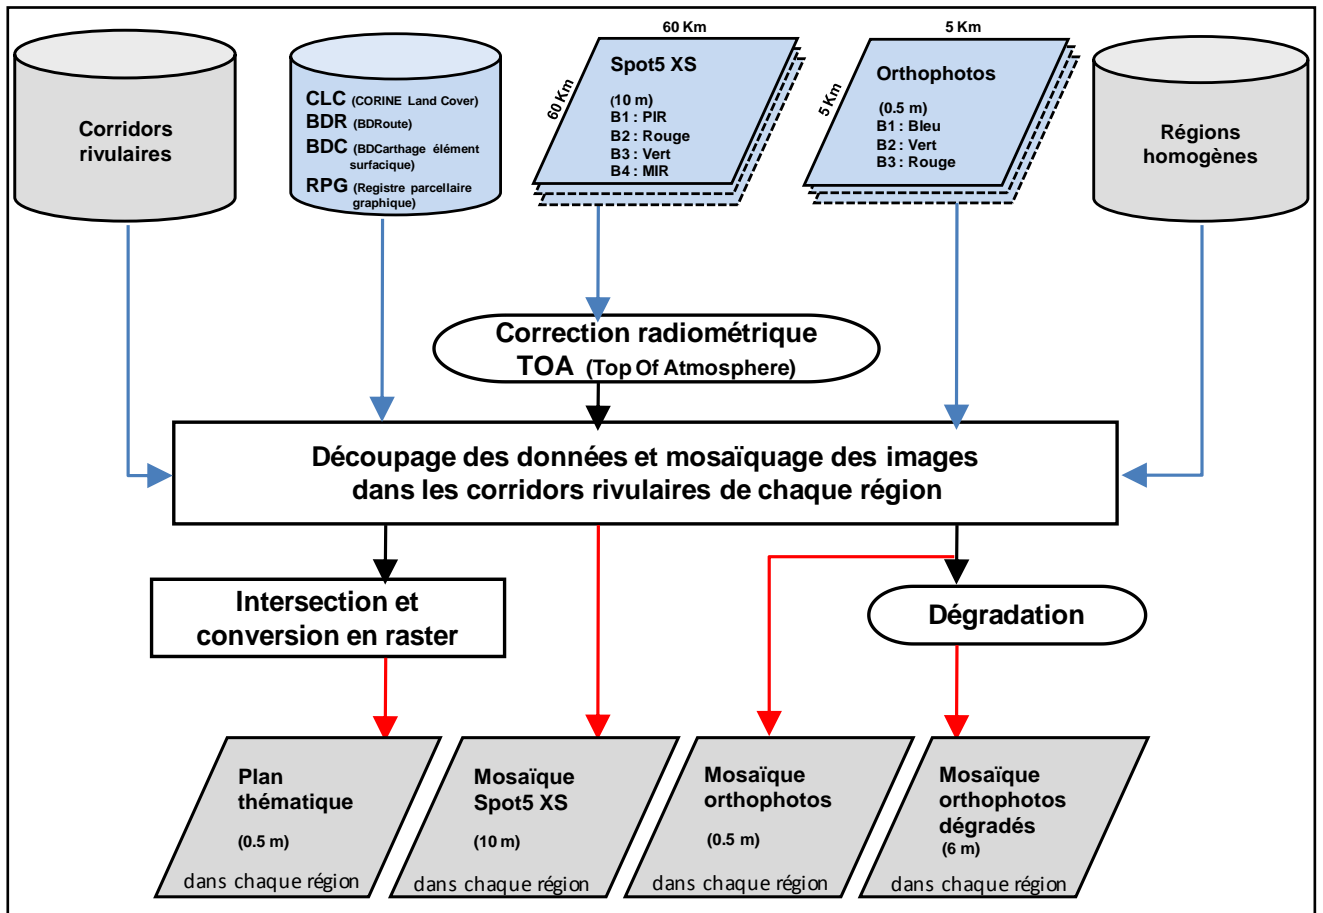 Corridors
rivulaires
CLC (CORINE Land Cover)
BDR (BDRoute)
BDC (BDCarthage élément
surfacique)
RPG (Registre parcellaire
graphique)
60 Km
60 Km
Spot5 XS
(10 m)
B1 : PIR
B2 : Rouge
B3 : Vert
B4 : MIR
5 Km
5 Km
Orthophotos
(0.5 m)
B1 : Bleu
B2 : Vert
B3 : Rouge
Régions
homogènes
Correction radiométrique
TOA (Top Of Atmosphere)
Découpage des données et mosaïquage des images
dans les corridors rivulaires de chaque région
Intersection et
conversion en raster
Dégradation
Plan
thématique
(0.5 m)
dans chaque région
Mosaïque
Spot5 XS
(10 m)
dans chaque région
Mosaïque
orthophotos
(0.5 m)
dans chaque région
Mosaïque
orthophotos
dégradés
(6 m)
dans chaque région